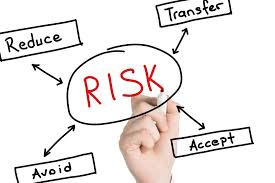 Reduce
Transfer
RISK
Avoid
Accept